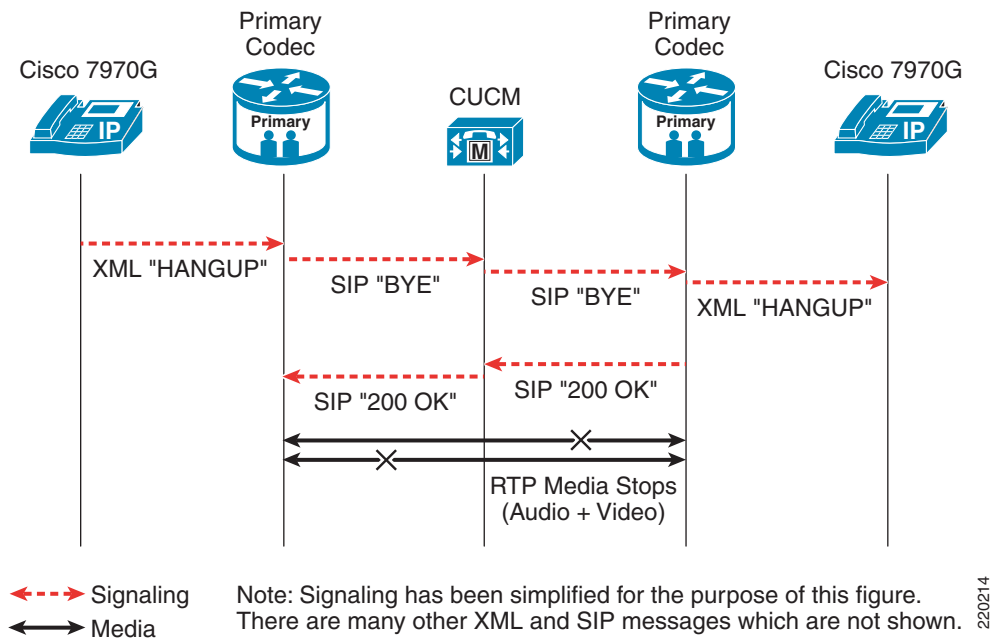 Primary
Codec
Primary
Codec
Cisco 7970G
Cisco 7970G
CUCM
IP
Primary
M
Primary
IP
XML "HANGUP"
SIP "BYE"
SIP "BYE"
XML "HANGUP"
SIP "200 OK"
SIP "200 OK"
RTP Media Stops
(Audio + Video)
Signaling
Media
Note: Signaling has been simplified for the purpose of this figure.
There are many other XML and SIP messages which are not shown.
220214